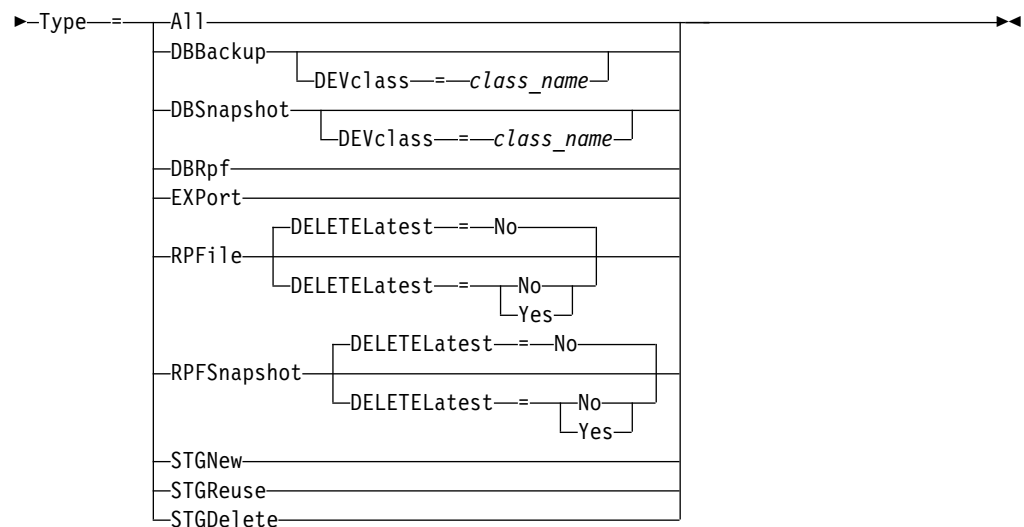 Type = All
DBBackup
DEVclass = class_name
DBSnapshot
DEVclass = class_name
DBRpf
EXPort
DELETELatest = No
RPFile
DELETELatest = No
Yes
DELETELatest = No
RPFSnapshot
DELETELatest = No
Yes
STGNew
STGReuse
STGDelete